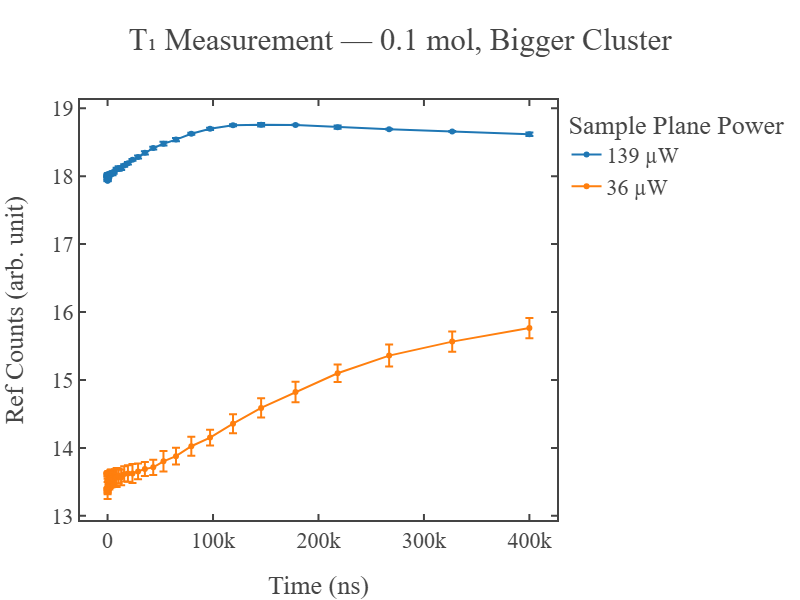 T₁ Measurement — 0.1 mol, Bigger Cluster
19
18
17
16
15
14
13
Ref Counts (arb. unit)
0
100k
200k
300k
400k
Time (ns)
Sample Plane Power
139 µW
36 µW